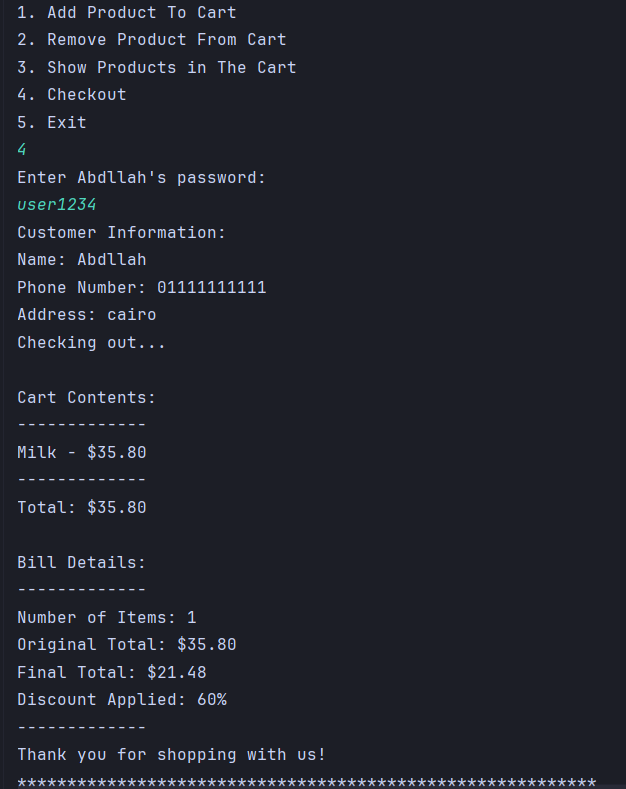 1. Add Product To Cart
2. Remove Product From Cart
3. Show Products in The Cart
4. Checkout
5. Exit
4
Enter Abdllah's password:
user1234
Customer Information:
Name: Abdllah
Phone Number: 01111111111
Address: cairo
Checking out...
Cart Contents:
-------------
Milk - $35.80
-------------
Total: $35.80
Bill Details:
-------------
Number of Items: 1
Original Total: $35.80
Final Total: $21.48
Discount Applied: 60%
-------------
Thank you for shopping with us!
**********************************************************